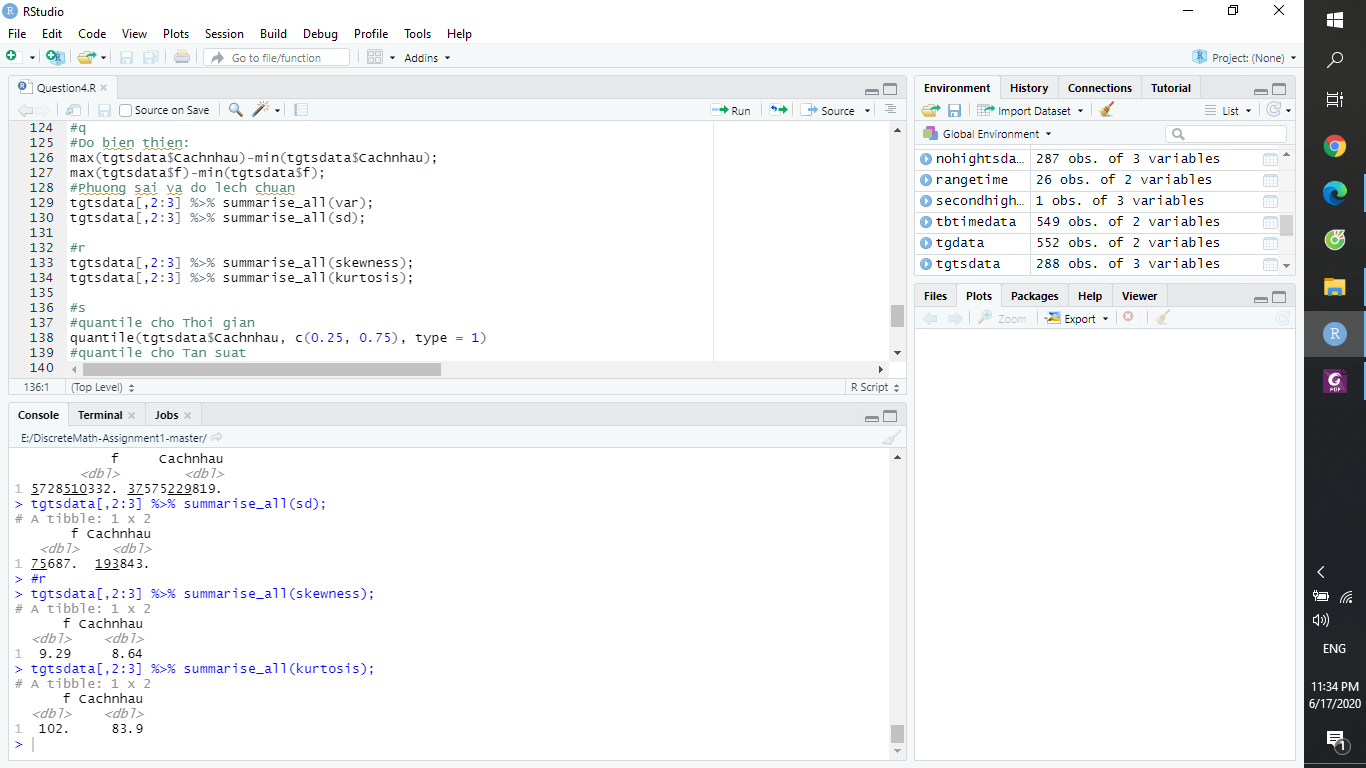 RStudio
File Edit Code View Plots Session Build Debug Profile Tools Help
Go to file/function
Addins
Project: (None)
Question4.R
Source on Save
Run
Source
124 #q
125 #Do bien thien:
126 max(tgtsdata$Cachnhau)-min(tgtsdata$Cachnhau);
127 max(tgtsdata$f)-min(tgtsdata$f);
128 #Phuong sai va do lech chuan
129 tgtsdata[,2:3] %>% summarise_all(var);
130 tgtsdata[,2:3] %>% summarise_all(sd);
131
132 #r
133 tgtsdata[,2:3] %>% summarise_all(skewness);
134 tgtsdata[,2:3] %>% summarise_all(kurtosis);
135
136 #s
137 #quantile cho Thoi gian
138 quantile(tgtsdata$Cachnhau, c(0.25, 0.75), type = 1)
139 #quantile cho Tan suat
140
136:1 (Top Level) R Script
Console Terminal Jobs
E:/DiscreteMath-Assignment1-master/
f Cachnhau
<dbl> <dbl>
1 5728510332. 37575229819.
> tgtsdata[,2:3] %>% summarise_all(sd);
# A tibble: 1 x 2
f Cachnhau
<dbl> <dbl>
1 75687. 193843.
> #r
> tgtsdata[,2:3] %>% summarise_all(skewness);
# A tibble: 1 x 2
f Cachnhau
<dbl> <dbl>
1 9.29 8.64
> tgtsdata[,2:3] %>% summarise_all(kurtosis);
# A tibble: 1 x 2
f Cachnhau
<dbl> <dbl>
1 102. 83.9
>
Environment History Connections Tutorial
Import Dataset List
Global Environment
nohightsda… 287 obs. of 3 variables
rangetime 26 obs. of 2 variables
secondhigh… 1 obs. of 3 variables
tbtimedata 549 obs. of 2 variables
tgdata 552 obs. of 2 variables
tgtsdata 288 obs. of 3 variables
Files Plots Packages Help Viewer
Zoom Export
ENG
11:34 PM
6/17/2020
1